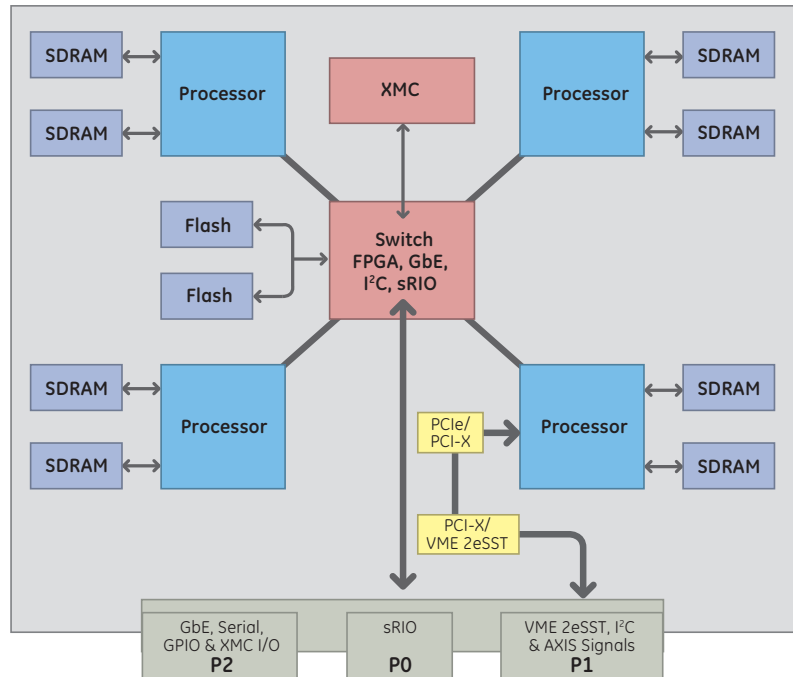 SDRAM
SDRAM
Processor
XMC
Processor
SDRAM
SDRAM
Flash
Flash
Switch
FPGA, GbE,
I²C, sRIO
SDRAM
SDRAM
Processor
PCIe/
PCI-X
Processor
SDRAM
SDRAM
PCI-X/
VME 2eSST
GbE, Serial,
GPIO & XMC I/O
P2
sRIO
P0
VME 2eSST, I²C
& AXIS Signals
P1